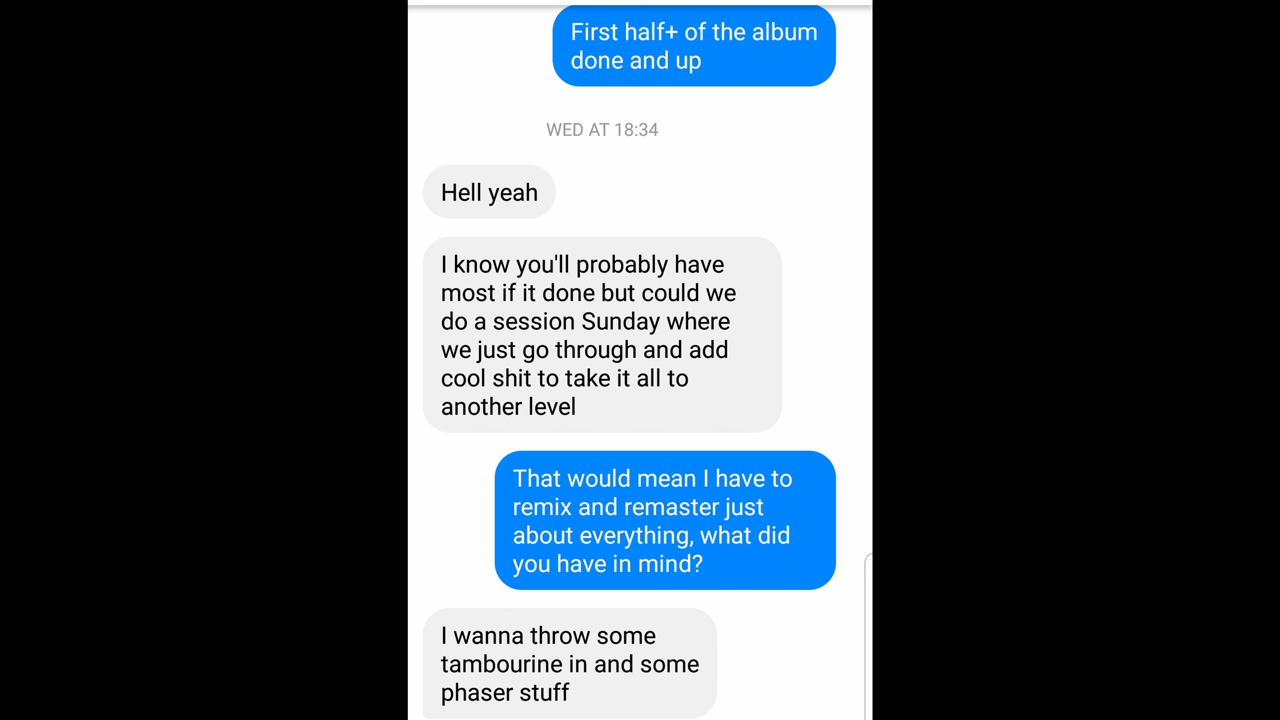 First half+ of the album
done and up
WED AT 18:34
Hell yeah
I know you'll probably have
most if it done but could we
do a session Sunday where
we just go through and add
cool shit to take it all to
another level
That would mean I have to
remix and remaster just
about everything, what did
you have in mind?
I wanna throw some
tambourine in and some
phaser stuff